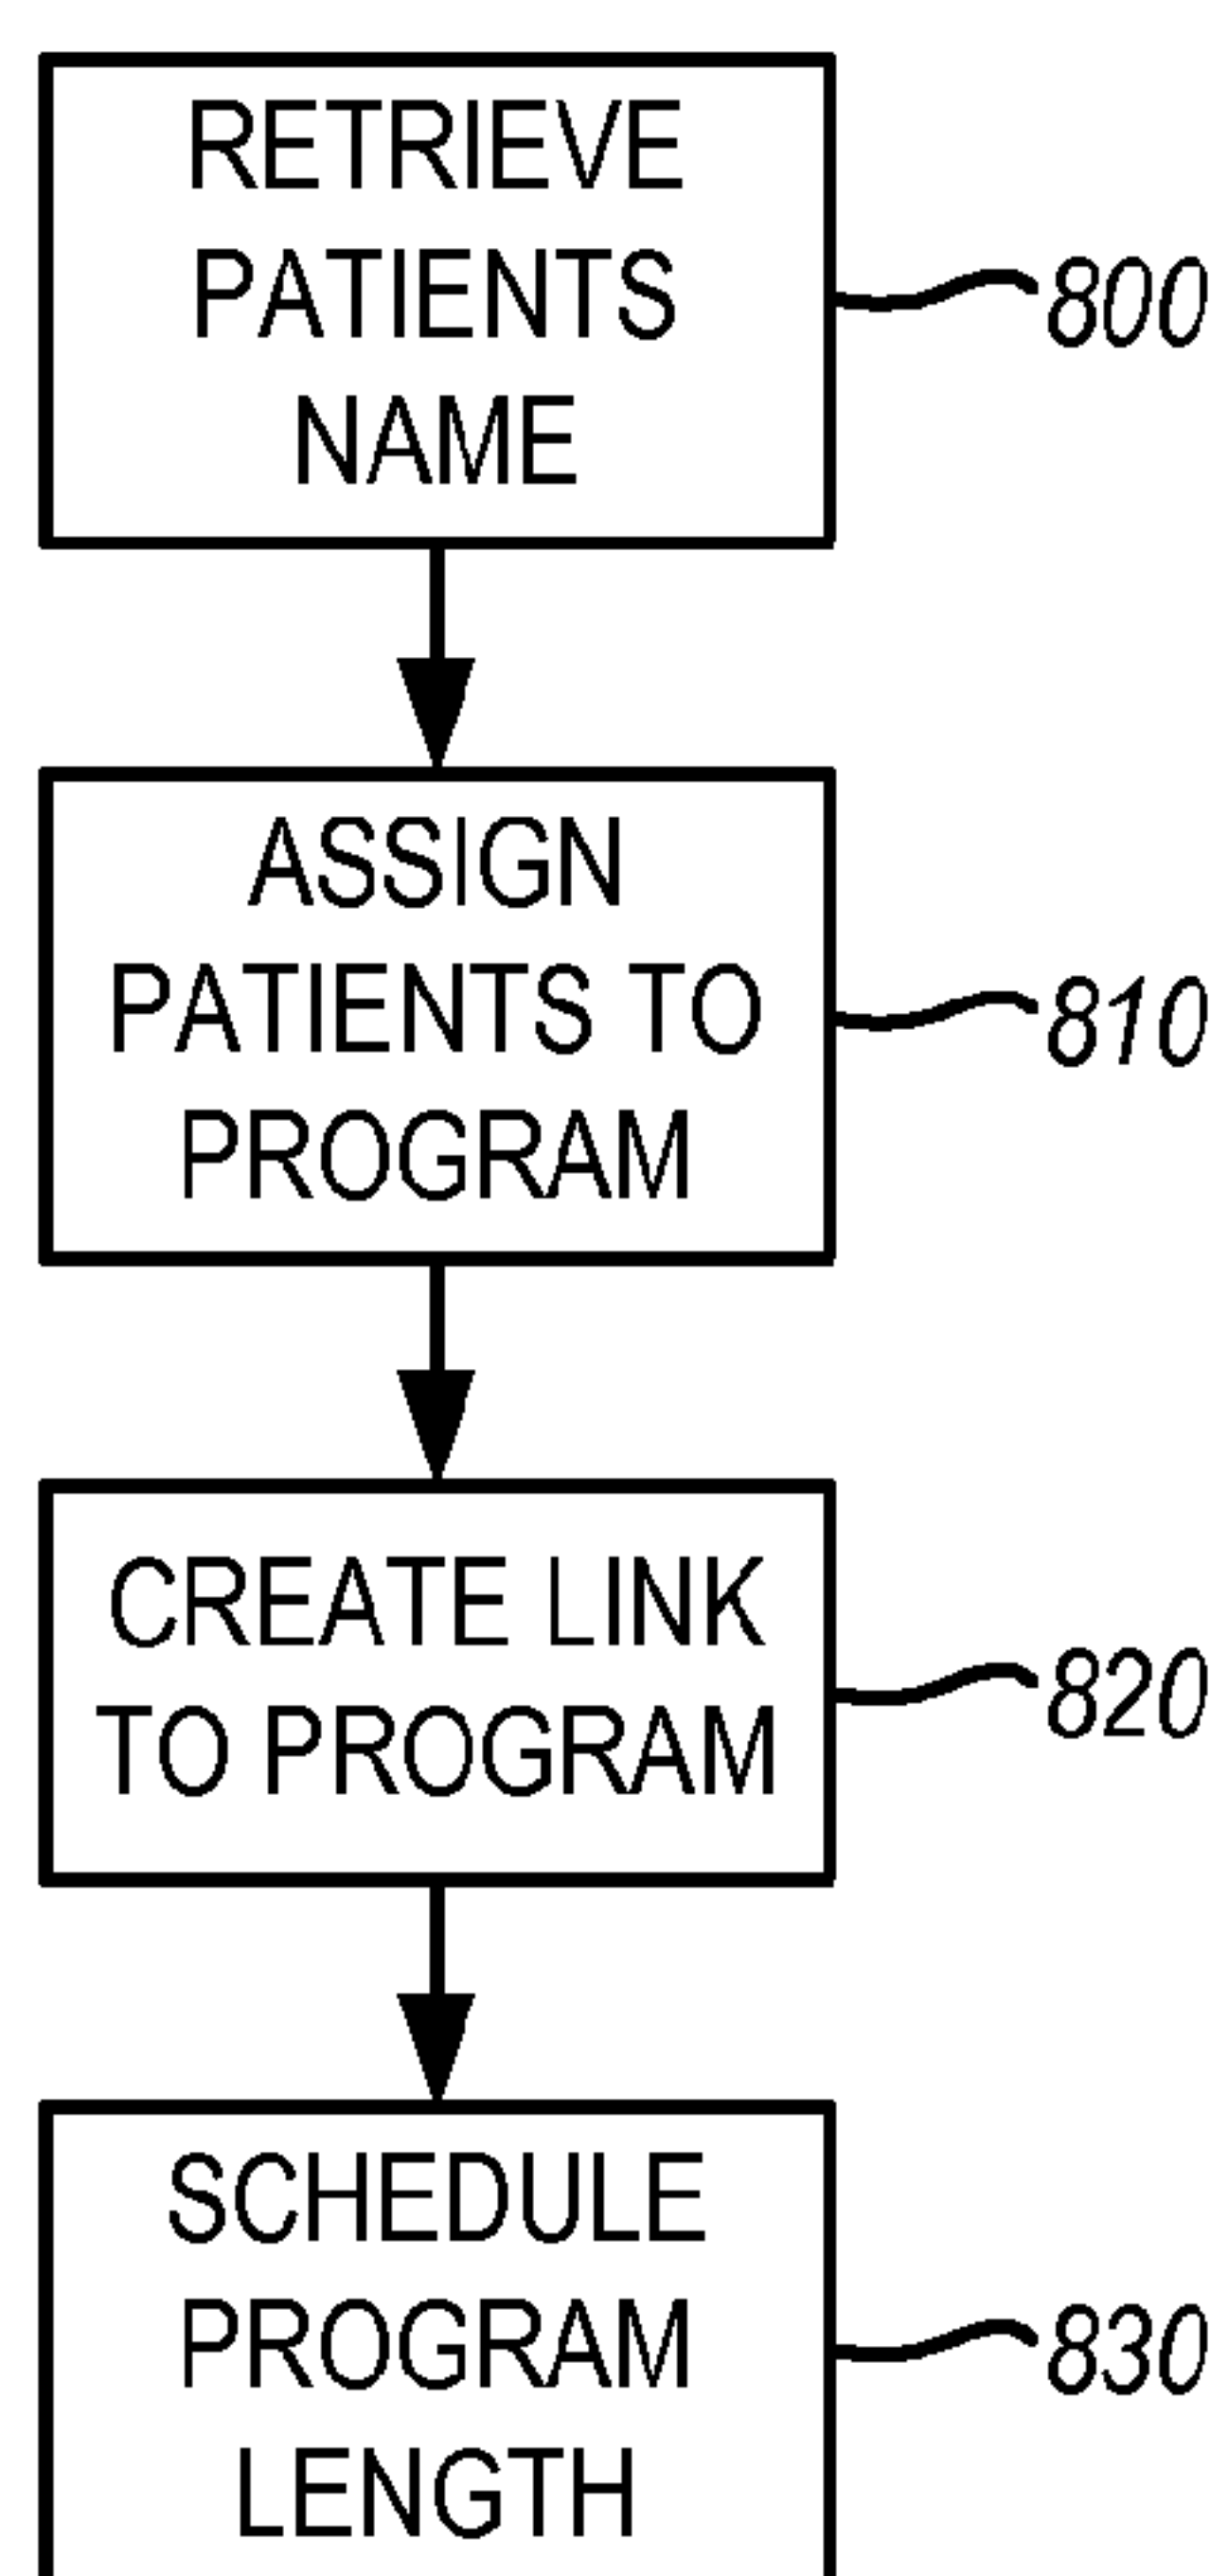 RETRIEVE
PATIENTS
NAME
800
ASSIGN
PATIENTS TO
PROGRAM
810
CREATE LINK
TO PROGRAM
820
SCHEDULE
PROGRAM
LENGTH
830